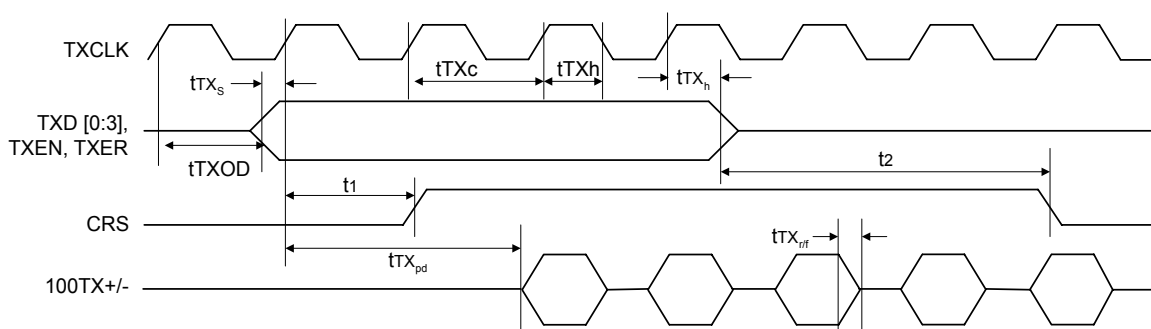 TXCLK
tTXc
tTXh
tTXh
tTXS
TXD [0:3],
TXEN, TXER
tTXOD
t1
t2
CRS
tTXr/f
tTXpd
100TX+/-